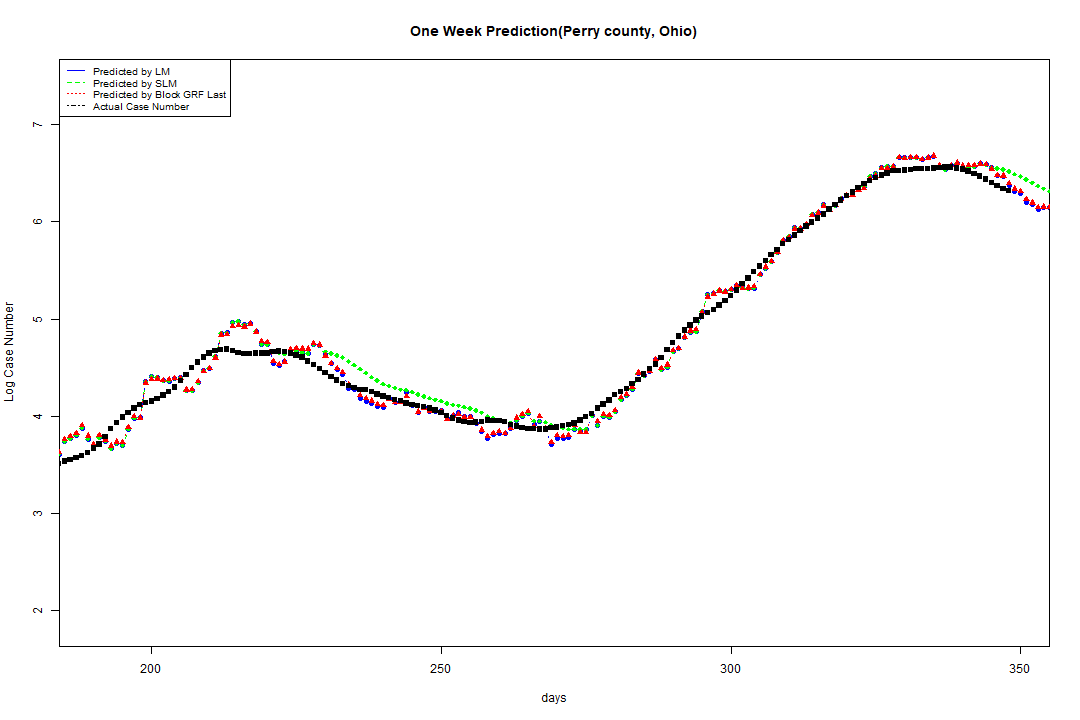 One Week Prediction(Perry county, Ohio)
Predicted by LM
Predicted by SLM
Predicted by Block GRF Last
Actual Case Number
7
6
5
4
3
2
Log Case Number
200 250 300 350
days